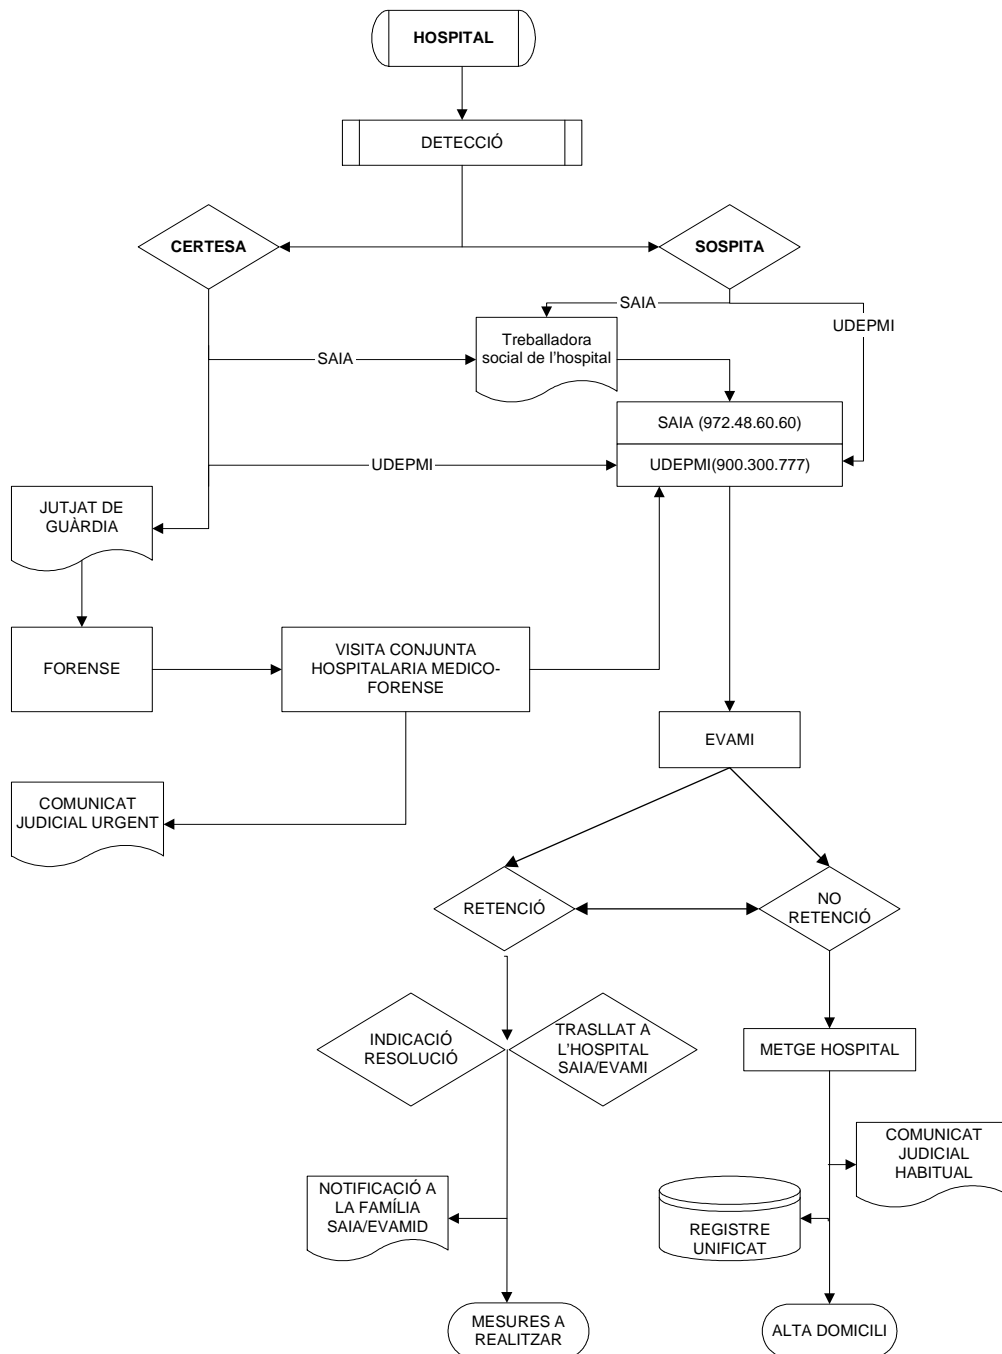 HOSPITAL
DETECCIÓ
CERTESA
SOSPITA
SAIA
UDEPMI
Treballadora
social de l'hospital
SAIA
SAIA (972.48.60.60)
UDEPMI
UDEPMI(900.300.777)
JUTJAT DE
GUÀRDIA
FORENSE
VISITA CONJUNTA
HOSPITALARIA MEDICO-
FORENSE
EVAMI
COMUNICAT
JUDICIAL URGENT
RETENCIÓ
NO
RETENCIÓ
INDICACIÓ
RESOLUCIÓ
TRASLLAT A
L'HOSPITAL
SAIA/EVAMI
METGE HOSPITAL
COMUNICAT
JUDICIAL
HABITUAL
NOTIFICACIÓ A
LA FAMÍLIA
SAIA/EVAMID
REGISTRE
UNIFICAT
MESURES A
REALITZAR
ALTA DOMICILI